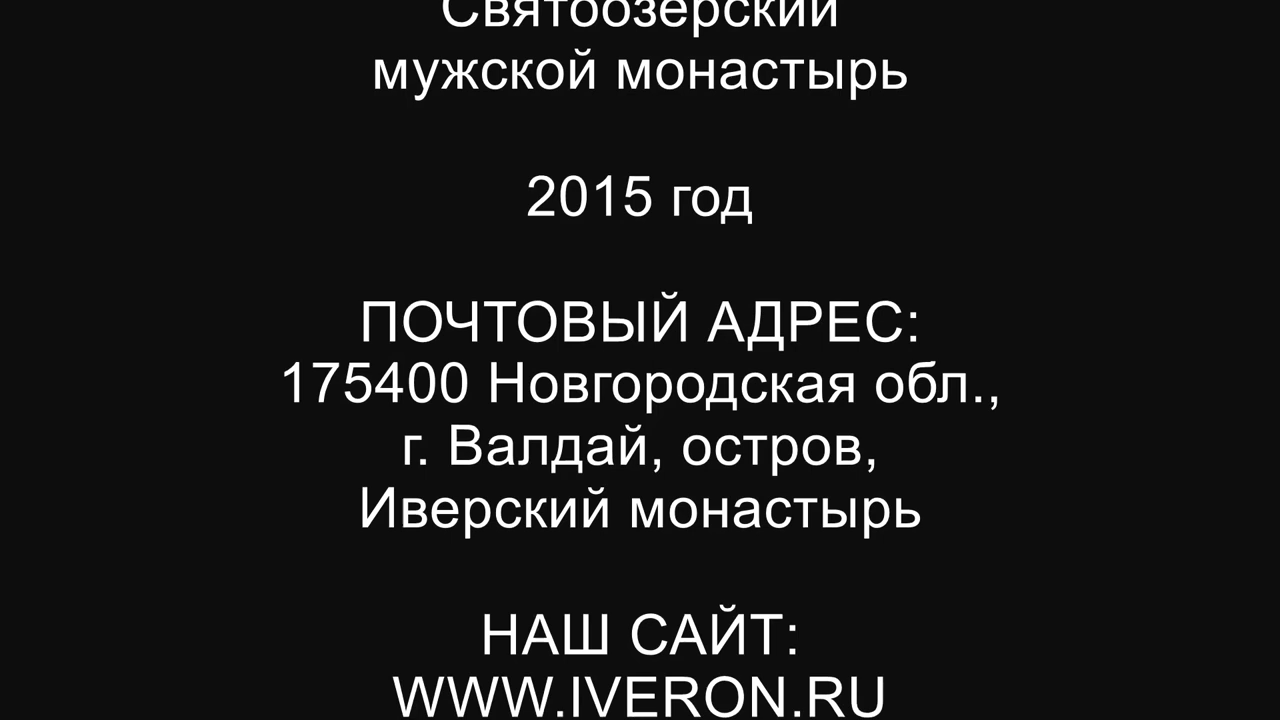 Святоозерский
мужской монастырь
2015 год
ПОЧТОВЫЙ АДРЕС:
175400 Новгородская обл.,
г. Валдай, остров,
Иверский монастырь
НАШ САЙТ:
WWW.IVERON.RU